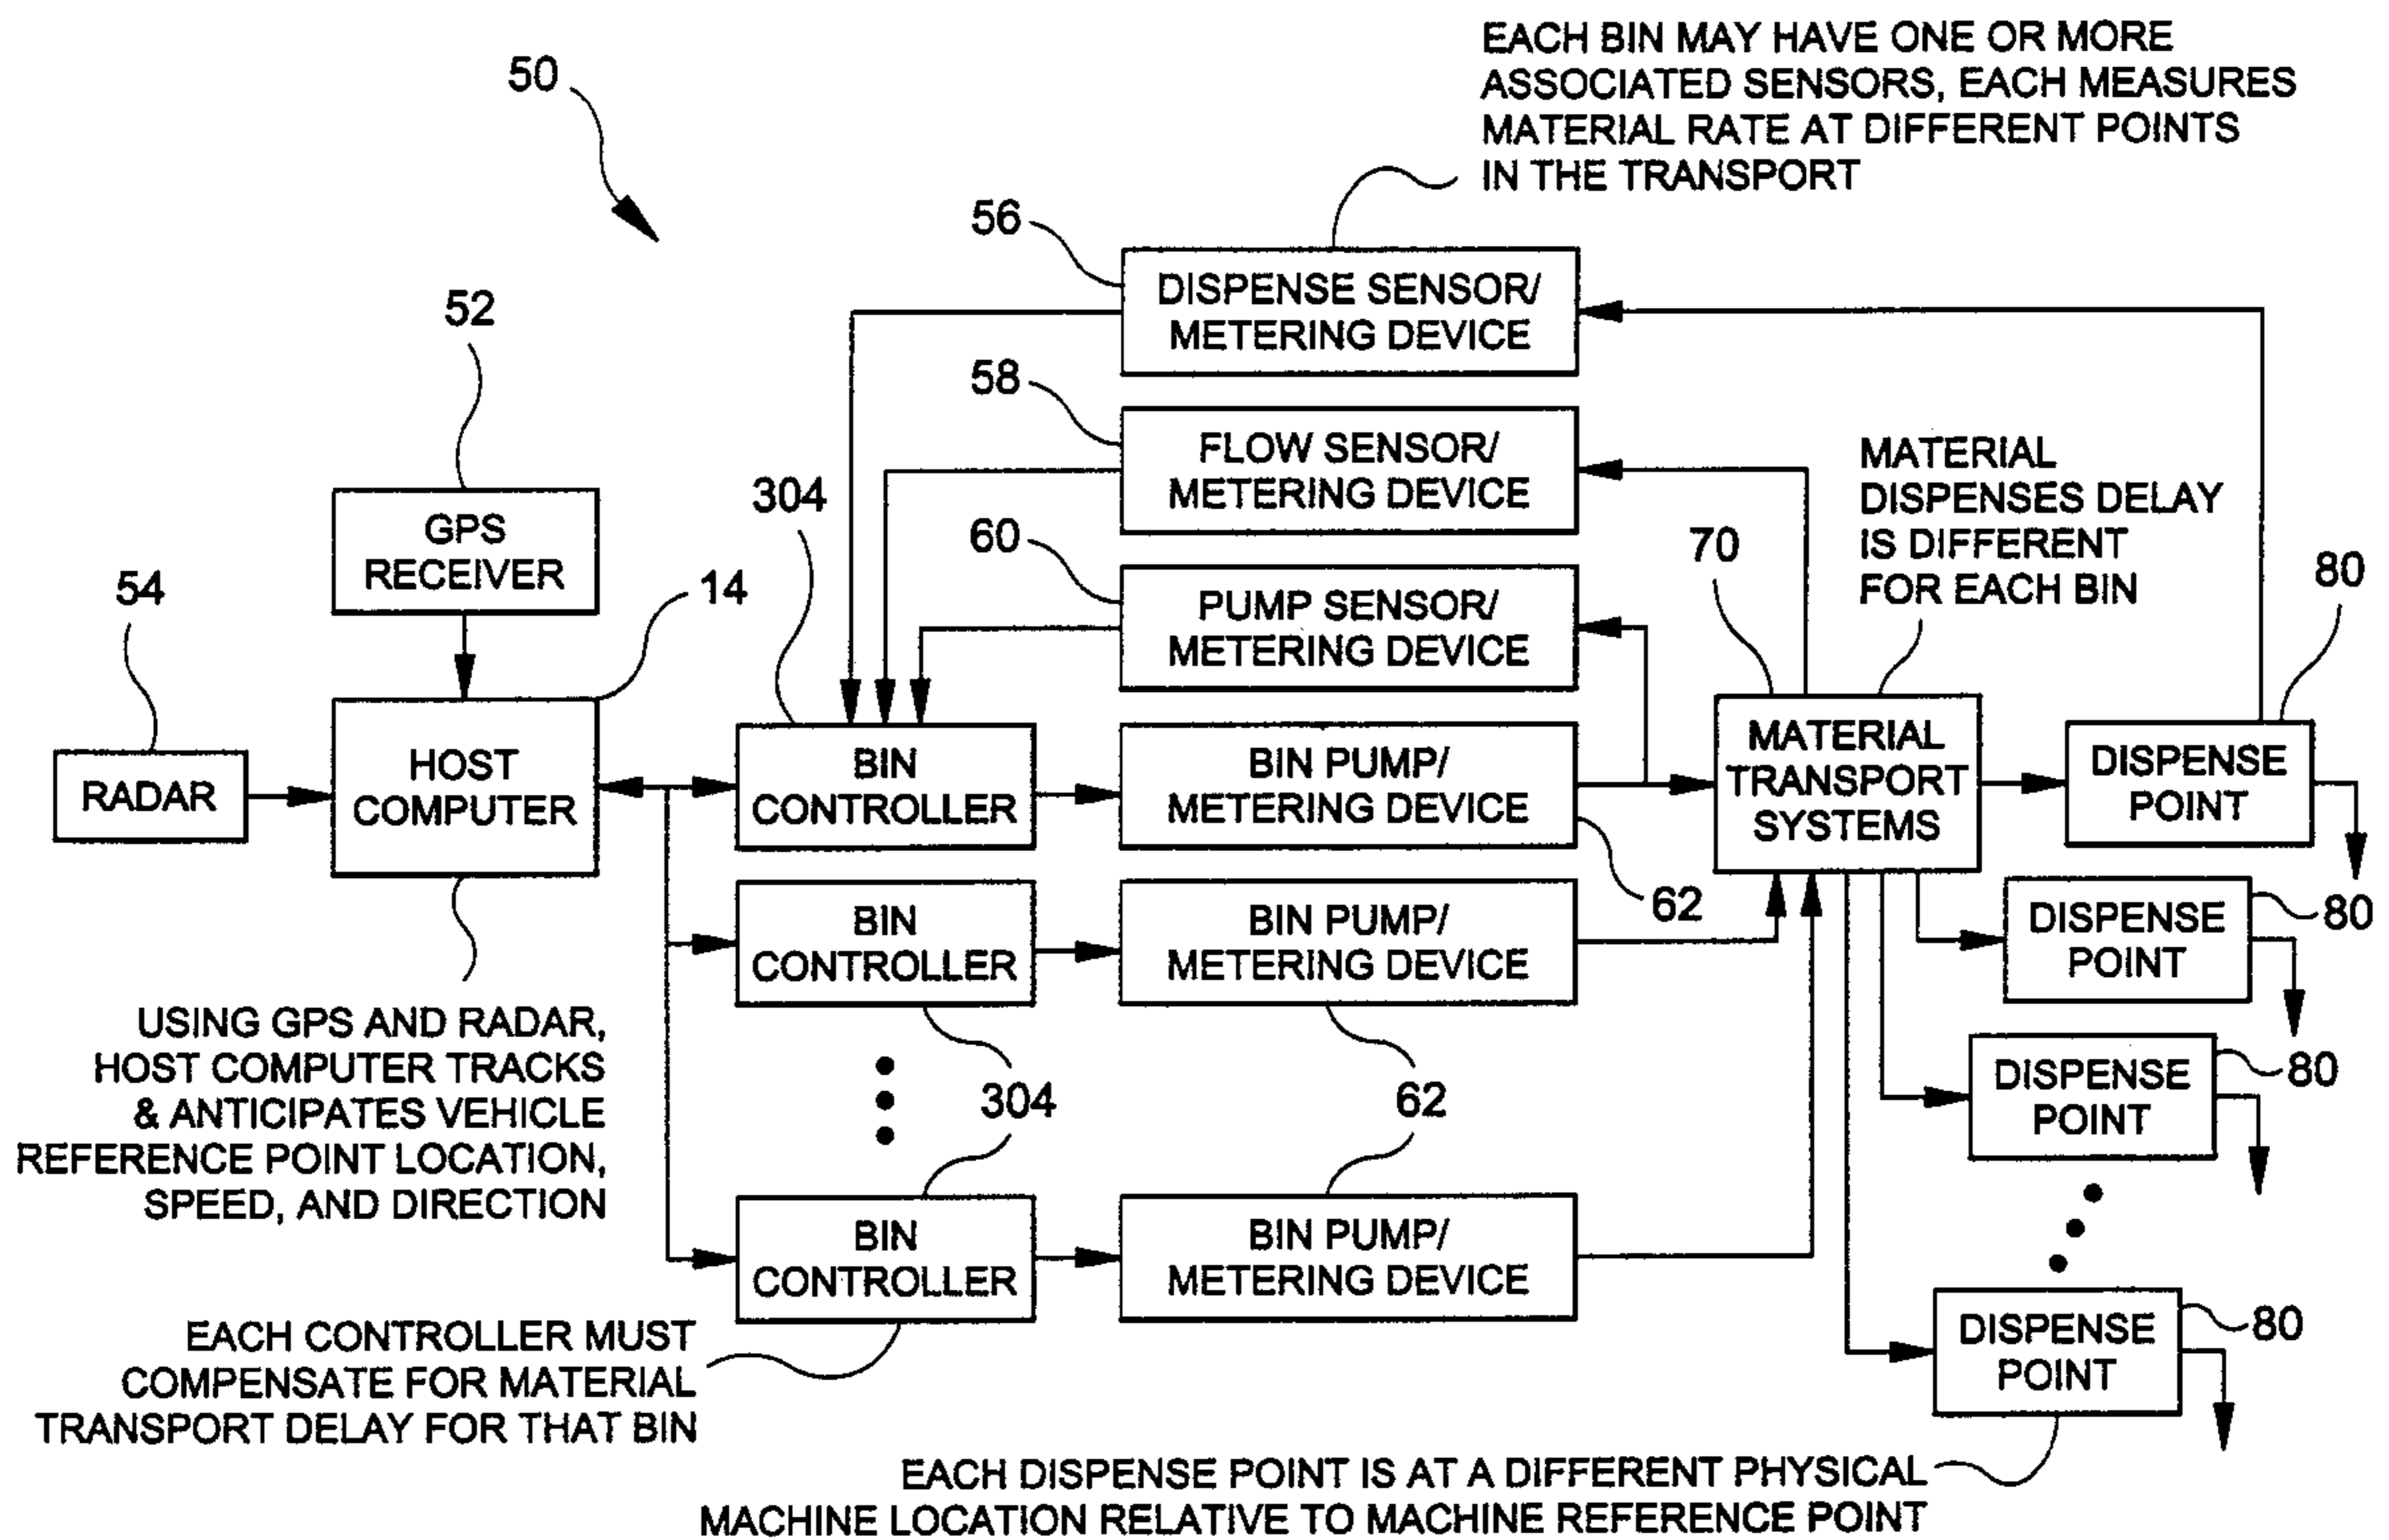 EACH BIN MAY HAVE ONE OR MORE
ASSOCIATED SENSORS, EACH MEASURES
MATERIAL RATE AT DIFFERENT POINTS
IN THE TRANSPORT
50
56
DISPENSE SENSOR/
METERING DEVICE
52
58
FLOW SENSOR/
METERING DEVICE
GPS
RECEIVER
304
60
PUMP SENSOR/
METERING DEVICE
MATERIAL
DISPENSES DELAY
IS DIFFERENT
FOR EACH BIN
70
80
54
14
RADAR
HOST
COMPUTER
BIN
CONTROLLER
BIN PUMP/
METERING DEVICE
62
MATERIAL
TRANSPORT
SYSTEMS
DISPENSE
POINT
BIN
CONTROLLER
304
BIN PUMP/
METERING DEVICE
62
DISPENSE
POINT
80
DISPENSE
POINT
80
USING GPS AND RADAR,
HOST COMPUTER TRACKS
& ANTICIPATES VEHICLE
REFERENCE POINT LOCATION,
SPEED, AND DIRECTION
BIN
CONTROLLER
BIN PUMP/
METERING DEVICE
DISPENSE
POINT
80
EACH CONTROLLER MUST
COMPENSATE FOR MATERIAL
TRANSPORT DELAY FOR THAT BIN
EACH DISPENSE POINT IS AT A DIFFERENT PHYSICAL
MACHINE LOCATION RELATIVE TO MACHINE REFERENCE POINT